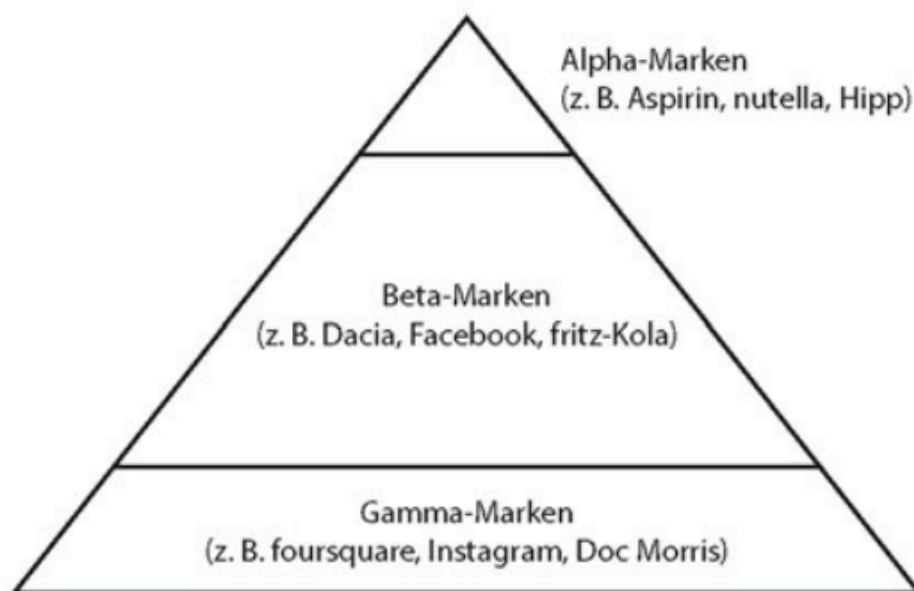 Alpha-Marken
(z. B. Aspirin, nutella, Hipp)
Beta-Marken
(z. B. Dacia, Facebook, fritz-Kola)
Gamma-Marken
(z. B. foursquare, Instagram, Doc Morris)